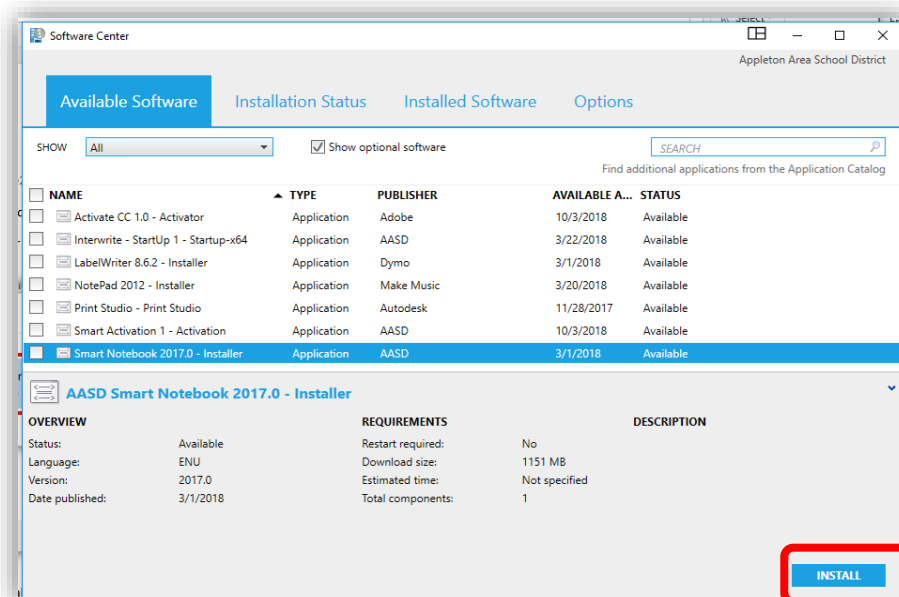 Select
Software Center
Appleton Area School District
Available Software Installation Status Installed Software Options
SHOW All Show optional software SEARCH
Find additional applications from the Application Catalog
NAME TYPE PUBLISHER AVAILABLE A... STATUS
Activate CC 1.0 - Activator Application Adobe 10/3/2018 Available
Interwrite - StartUp 1 - Startup-x64 Application AASD 3/22/2018 Available
LabelWriter 8.6.2 - Installer Application Dymo 3/1/2018 Available
NotePad 2012 - Installer Application Make Music 3/20/2018 Available
Print Studio - Print Studio Application Autodesk 11/28/2017 Available
Smart Activation 1 - Activation Application AASD 10/3/2018 Available
Smart Notebook 2017.0 - Installer Application AASD 3/1/2018 Available
AASD Smart Notebook 2017.0 - Installer
OVERVIEW REQUIREMENTS DESCRIPTION
Status: Available Restart required: No
Language: ENU Download size: 1151 MB
Version: 2017.0 Estimated time: Not specified
Date published: 3/1/2018 Total components: 1
INSTALL